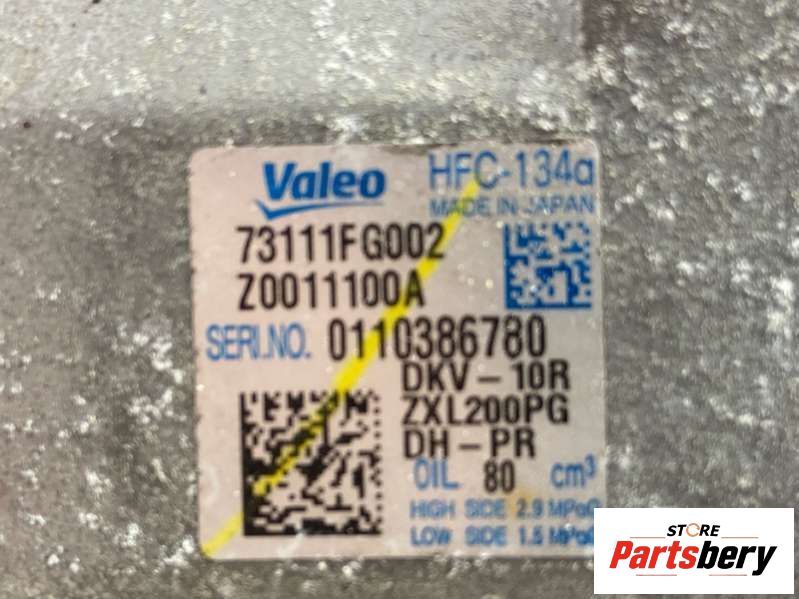 Valeo HFC-134a
MADE IN JAPAN
73111FG002
Z0011100A
SERI.NO. 0110386780
DKV-10R
ZXL200PG
DH-PR
OIL 80 cm³
HIGH SIDE 2.9 MPaG
LOW SIDE 1.5 MPaG
STORE
Partsbery